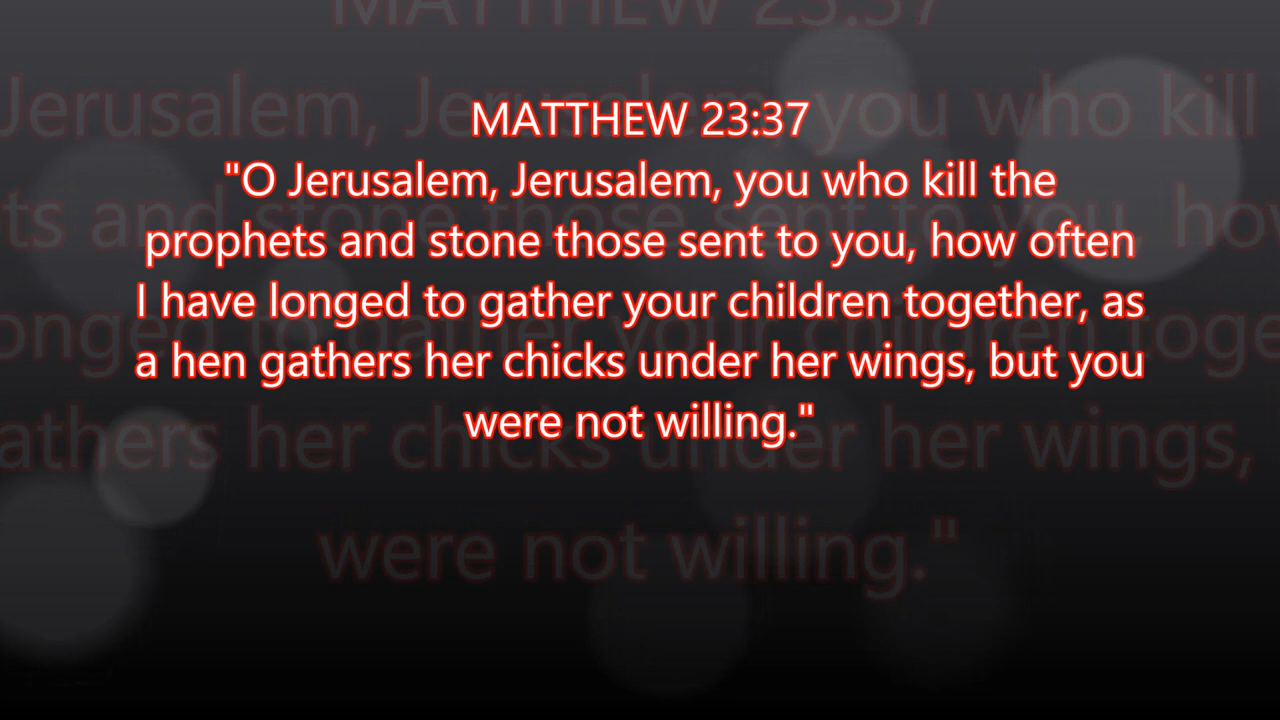 MATTHEW 23:37
"O Jerusalem, Jerusalem, you who kill the
prophets and stone those sent to you, how often
I have longed to gather your children together, as
a hen gathers her chicks under her wings, but you
were not willing."